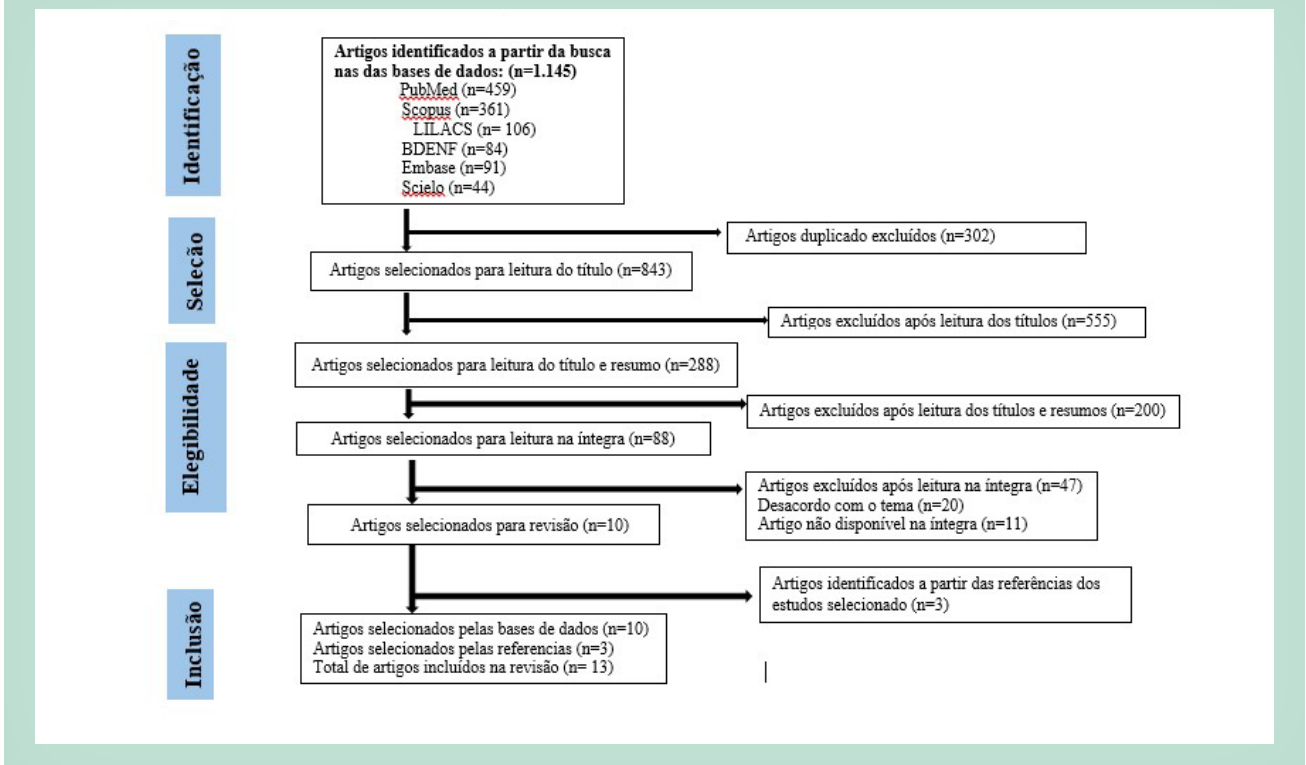 Identificação
Artigos identificados a partir da busca
nas das bases de dados: (n=1.145)
PubMed (n=459)
Scopus (n=361)
LILACS (n= 106)
BDENF (n=84)
Embase (n=91)
Scielo (n=44)
Seleção
Artigos duplicado excluídos (n=302)
Artigos selecionados para leitura do título (n=843)
Artigos excluídos após leitura dos títulos (n=555)
Elegibilidade
Artigos selecionados para leitura do título e resumo (n=288)
Artigos excluídos após leitura dos títulos e resumos (n=200)
Artigos selecionados para leitura na íntegra (n=88)
Artigos excluídos após leitura na íntegra (n=47)
Desacordo com o tema (n=20)
Artigo não disponível na íntegra (n=11)
Artigos selecionados para revisão (n=10)
Artigos identificados a partir das referências dos
estudos selecionado (n=3)
Inclusão
Artigos selecionados pelas bases de dados (n=10)
Artigos selecionados pelas referencias (n=3)
Total de artigos incluídos na revisão (n= 13)